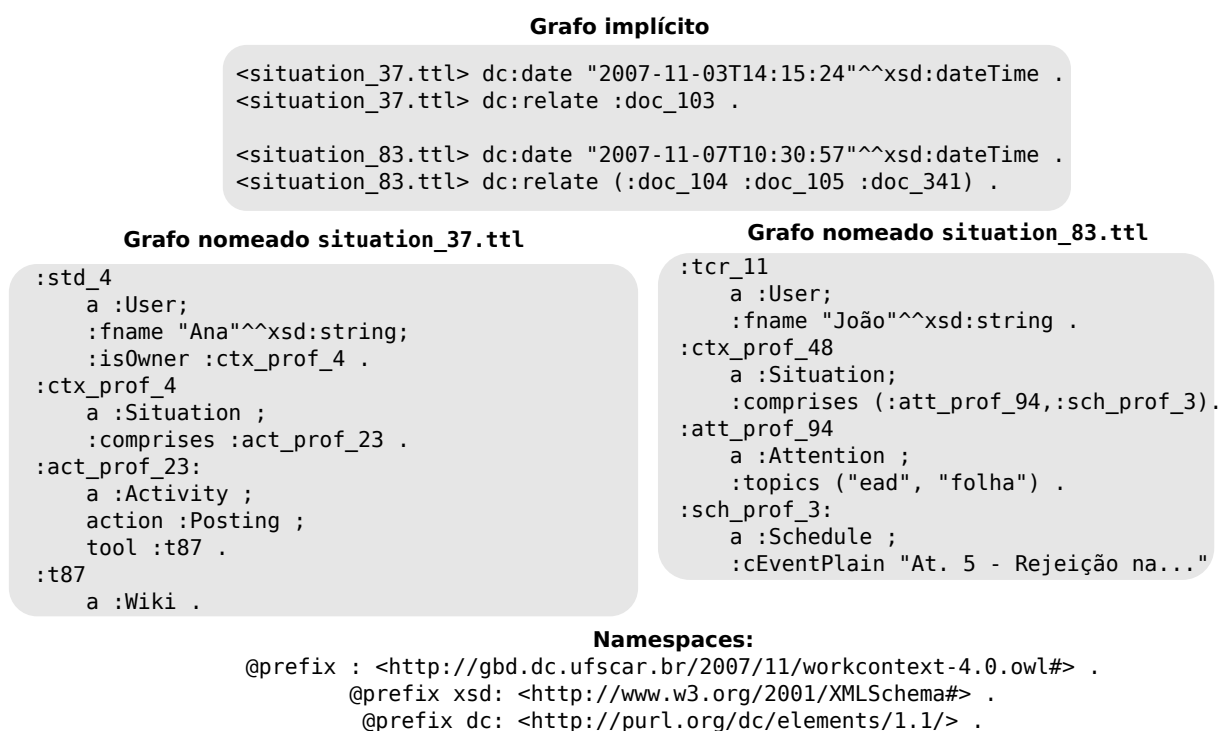 Grafo implícito
<situation_37.ttl> dc:date "2007-11-03T14:15:24"^^xsd:dateTime .
<situation_37.ttl> dc:relate :doc_103 .
<situation_83.ttl> dc:date "2007-11-07T10:30:57"^^xsd:dateTime .
<situation_83.ttl> dc:relate (:doc_104 :doc_105 :doc_341) .
Grafo nomeado situation_37.ttl
:std_4
    a :User;
    :fname "Ana"^^xsd:string;
    :isOwner :ctx_prof_4 .
:ctx_prof_4
    a :Situation ;
    :comprises :act_prof_23 .
:act_prof_23:
    a :Activity ;
    action :Posting ;
    tool :t87 .
:t87
    a :Wiki .
Grafo nomeado situation_83.ttl
:tcr_11
    a :User;
    :fname "João"^^xsd:string .
:ctx_prof_48
    a :Situation;
    :comprises (:att_prof_94,:sch_prof_3).
:att_prof_94
    a :Attention ;
    :topics ("ead", "folha") .
:sch_prof_3:
    a :Schedule ;
    :cEventPlain "At. 5 - Rejeição na..."
Namespaces:
@prefix : <http://gbd.dc.ufscar.br/2007/11/workcontext-4.0.owl#> .
@prefix xsd: <http://www.w3.org/2001/XMLSchema#> .
@prefix dc: <http://purl.org/dc/elements/1.1/> .